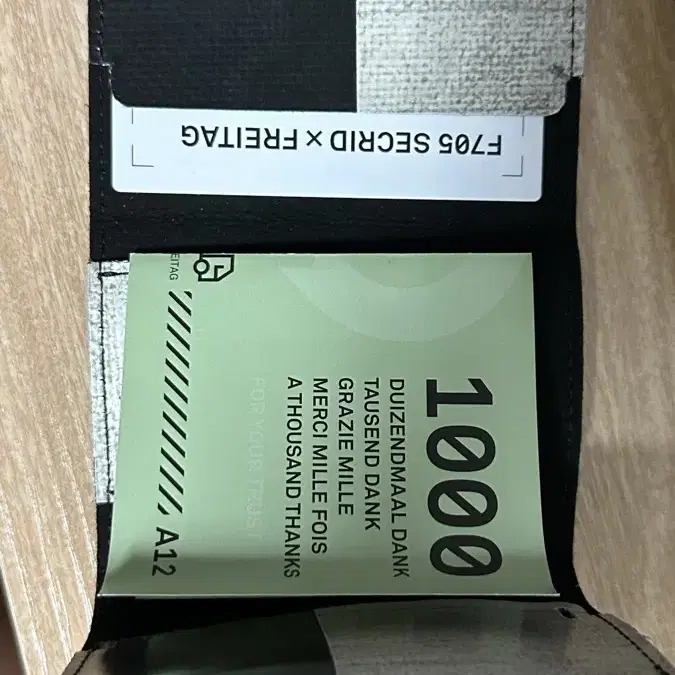 F705 SECRID × FREITAG
1000
DUIZENDMAAL DANK
TAUSEND DANK
GRAZIE MILLE
MERCI MILLE FOIS
A THOUSAND THANKS
FOR YOUR TRUST
EITAG
A12